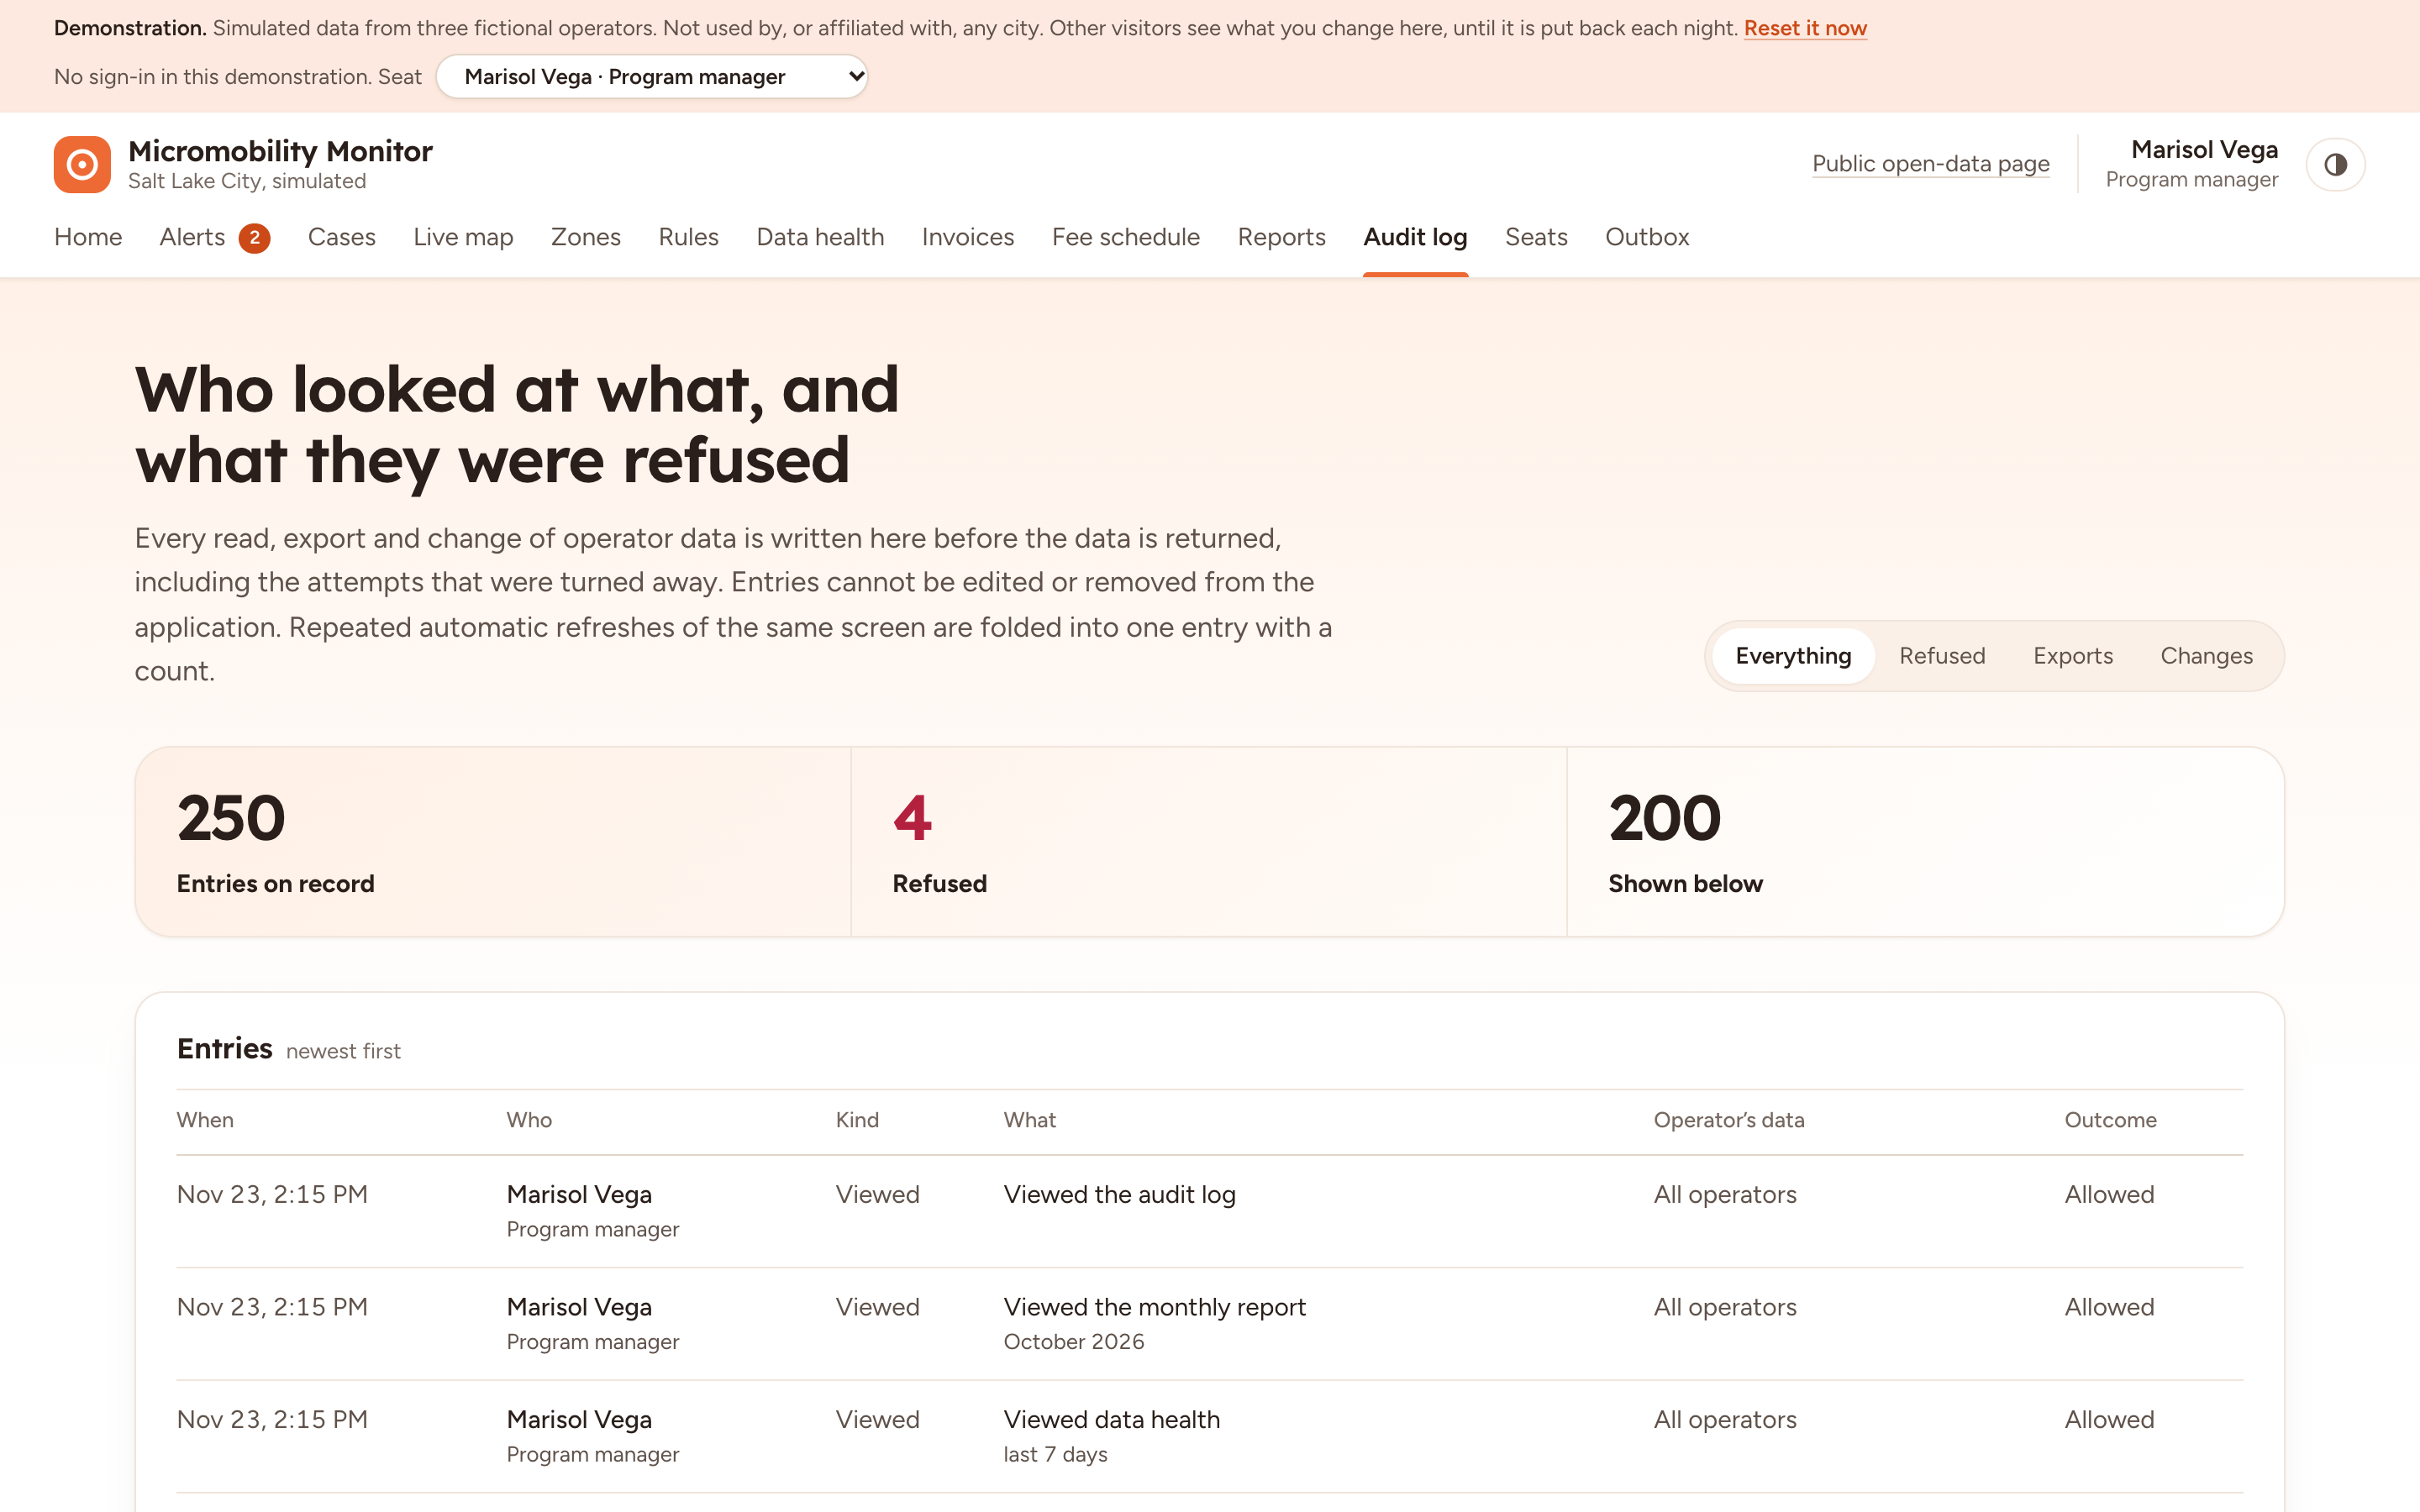 Demonstration. Simulated data from three fictional operators. Not used by, or affiliated with, any city. Other visitors see what you change here, until it is put back each night. Reset it now
No sign-in in this demonstration. Seat Marisol Vega · Program manager
Micromobility Monitor
Salt Lake City, simulated
Public open-data page
Marisol Vega
Program manager
Home Alerts 2 Cases Live map Zones Rules Data health Invoices Fee schedule Reports Audit log Seats Outbox
Who looked at what, and
what they were refused
Every read, export and change of operator data is written here before the data is returned,
including the attempts that were turned away. Entries cannot be edited or removed from the
application. Repeated automatic refreshes of the same screen are folded into one entry with a
count.
Everything Refused Exports Changes
250 4 200
Entries on record Refused Shown below
Entries newest first
When Who Kind What Operator’s data Outcome
Nov 23, 2:15 PM Marisol Vega Viewed Viewed the audit log All operators Allowed
Program manager
Nov 23, 2:15 PM Marisol Vega Viewed Viewed the monthly report All operators Allowed
Program manager October 2026
Nov 23, 2:15 PM Marisol Vega Viewed Viewed data health All operators Allowed
Program manager last 7 days